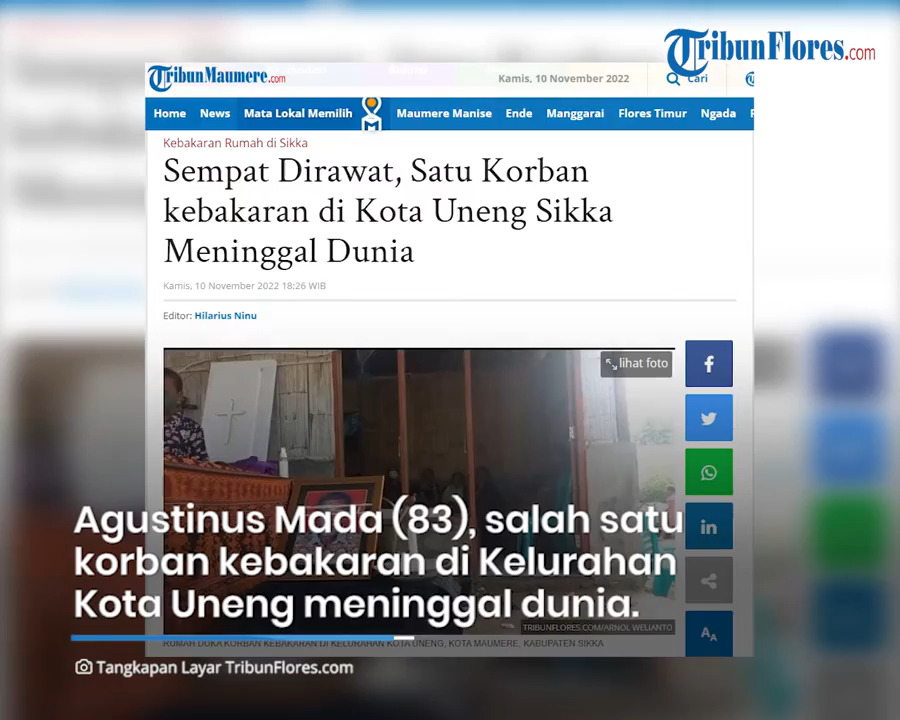 TribunFlores.com
TribunMaumere.com
Kamis, 10 November 2022
Cari
Home News Mata Lokal Memilih Maumere Manise Ende Manggarai Flores Timur Ngada
Kebakaran Rumah di Sikka
Sempat Dirawat, Satu Korban
kebakaran di Kota Uneng Sikka
Meninggal Dunia
Kamis, 10 November 2022 18:26 WIB
Editor: Hilarius Ninu
lihat foto
Agustinus Mada (83), salah satu
korban kebakaran di Kelurahan
Kota Uneng meninggal dunia.
TRIBUNFLORES.COM/ARNOL WELIANTO
RUMAH DUKA KORBAN KEBAKARAN DI KELURAHAN KOTA UNENG, KOTA MAUMERE, KABUPATEN SIKKA
AA
Tangkapan Layar TribunFlores.com